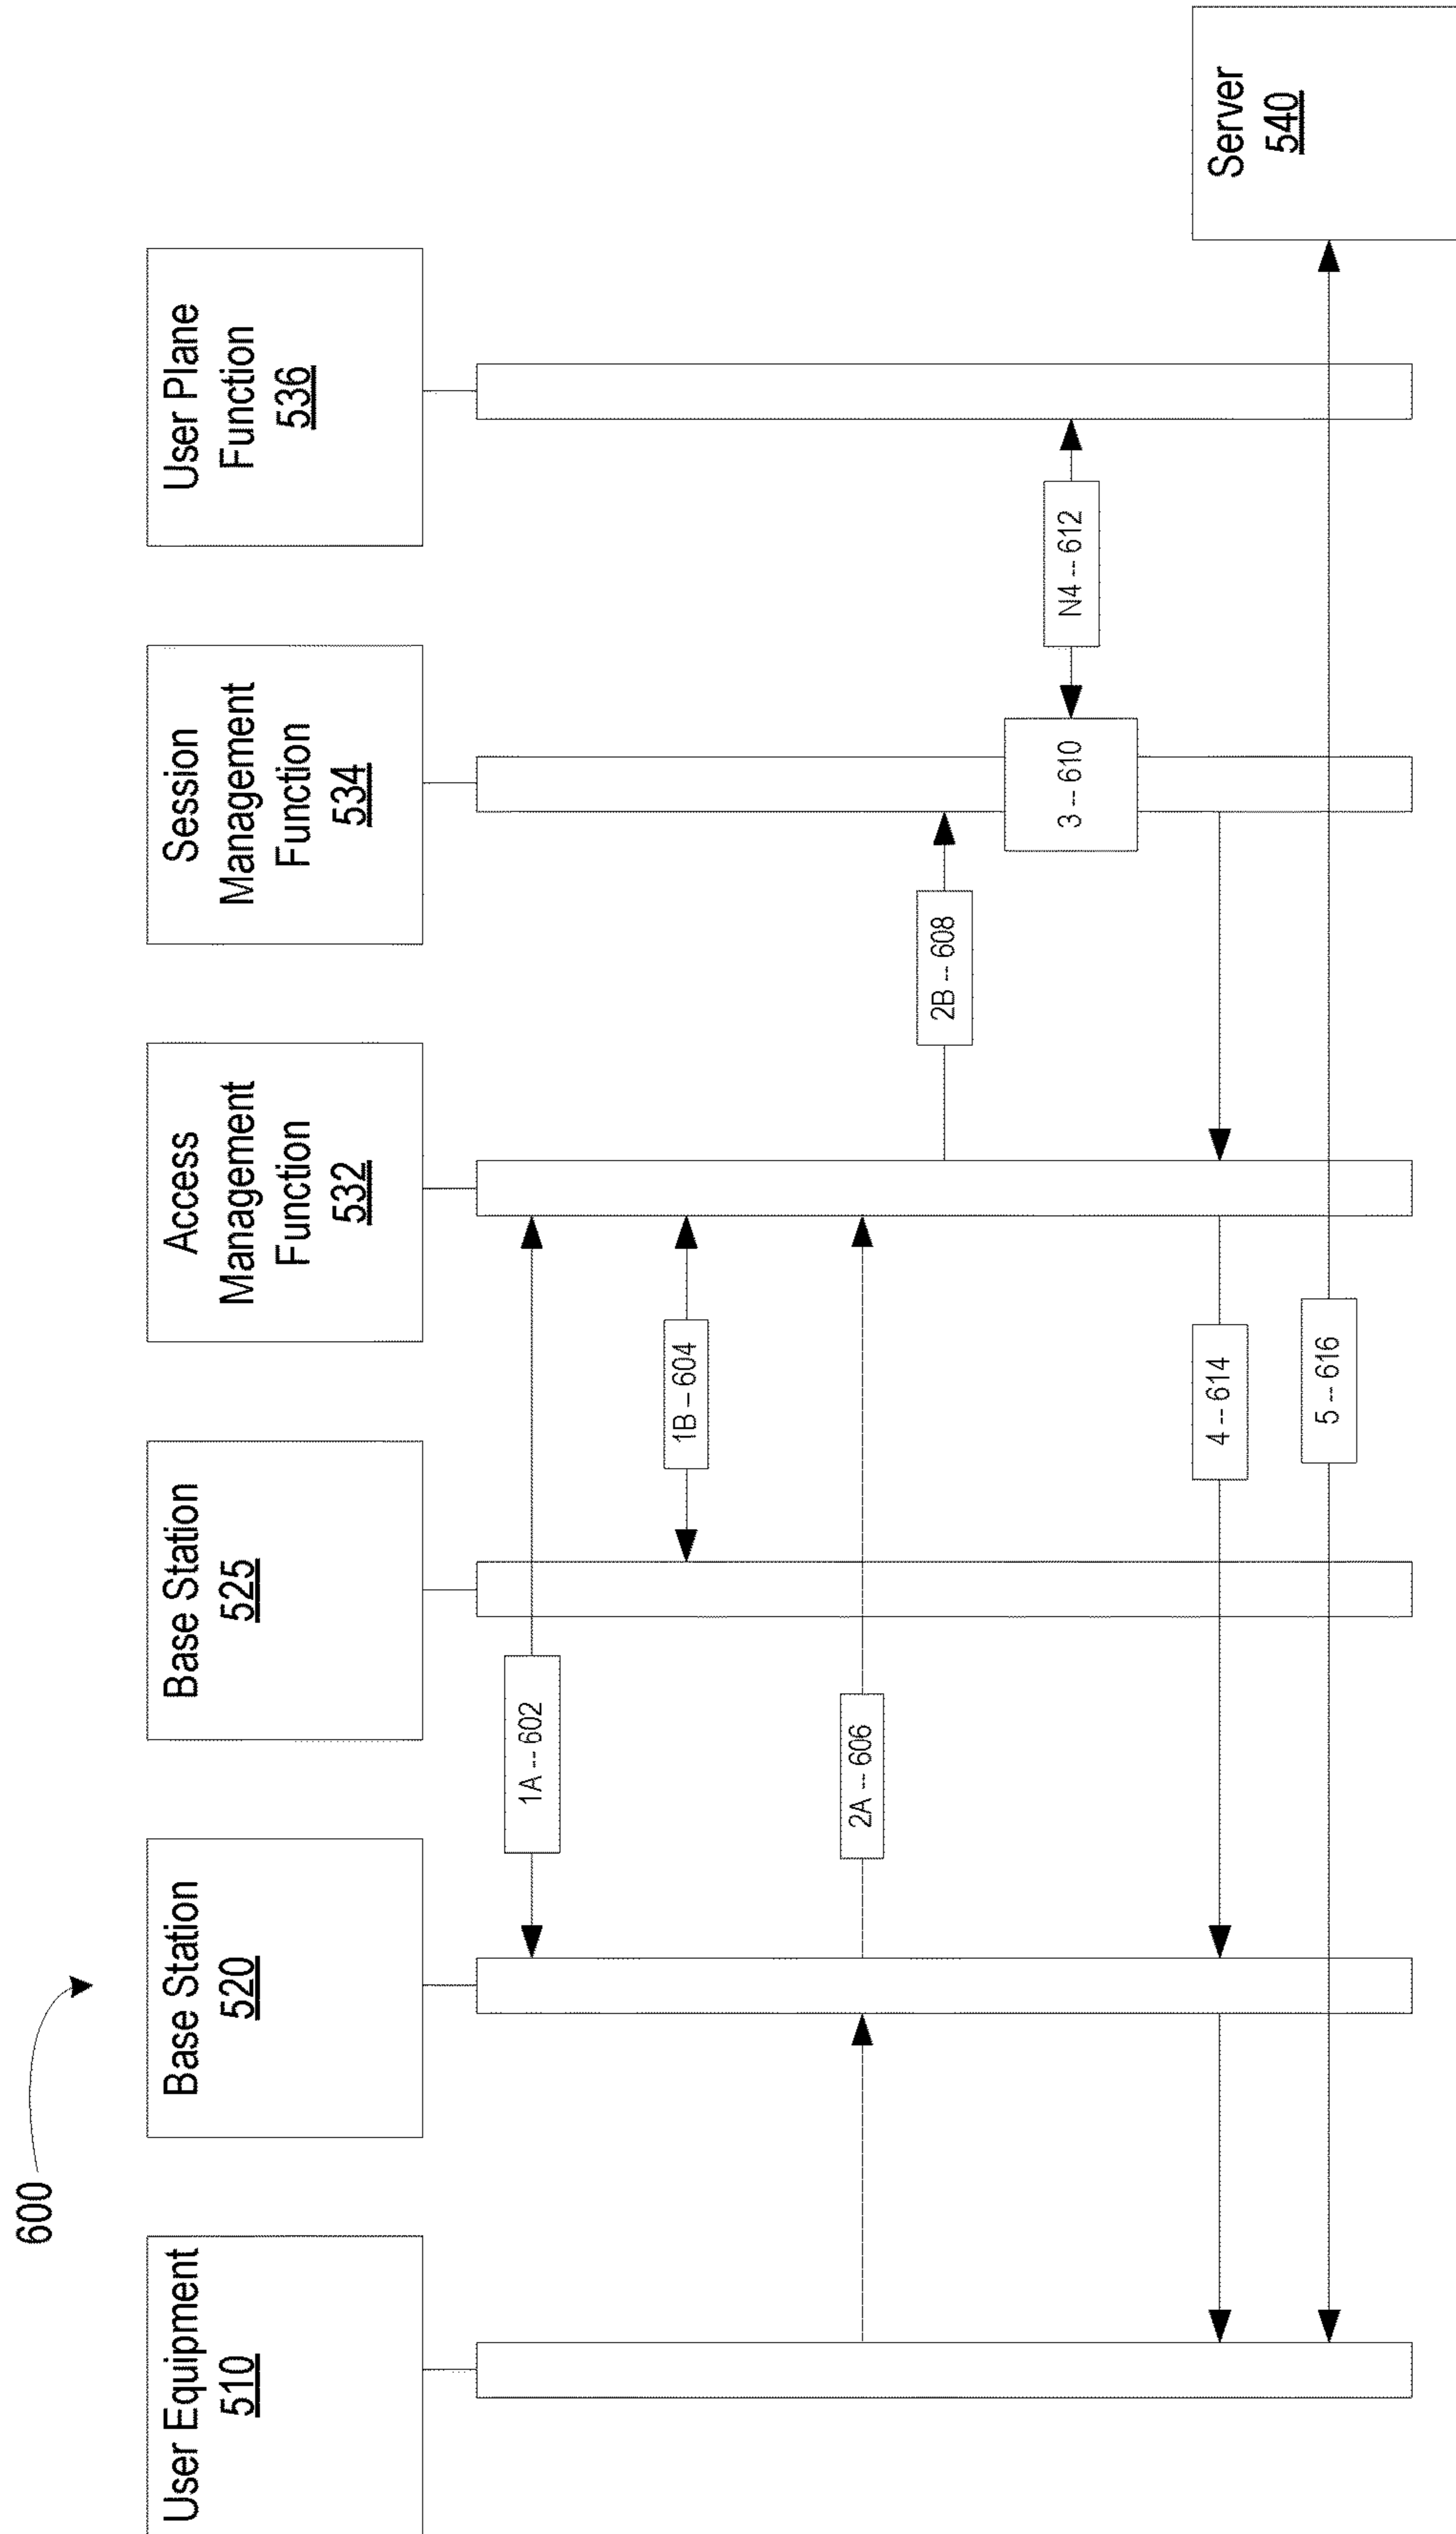 600
User Equipment
510
Base Station
520
Base Station
525
Access
Management
Function
532
Session
Management
Function
534
User Plane
Function
536
1A -- 602
1B – 604
2A -- 606
2B -- 608
3 -- 610
N4 -- 612
4 -- 614
5 -- 616
Server
540